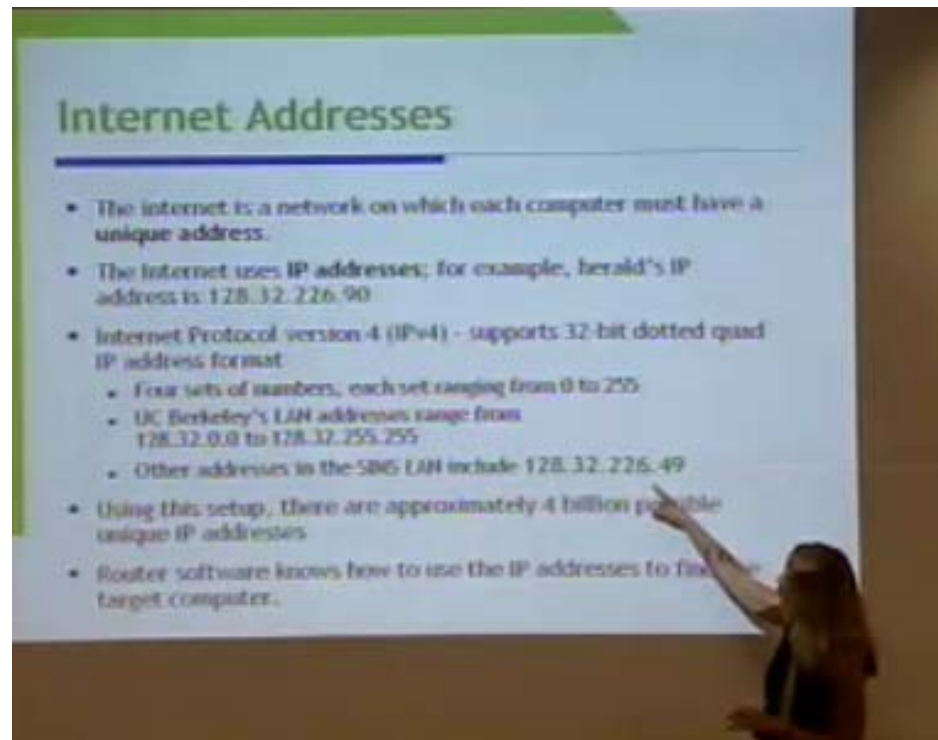 Internet Addresses
• The internet is a network on which each computer must have a
unique address.
• The Internet uses IP addresses; for example, herald's IP
address is 128.32.226.90
• Internet Protocol version 4 (IPv4) - supports 32-bit dotted quad
IP address format
• Four sets of numbers, each set ranging from 0 to 255
• UC Berkeley's LAN addresses range from
128.32.0.0 to 128.32.255.255
• Other addresses in the SIMS LAN include 128.32.226.49
• Using this setup, there are approximately 4 billion possible
unique IP addresses
• Router software knows how to use the IP addresses to find
target computer.